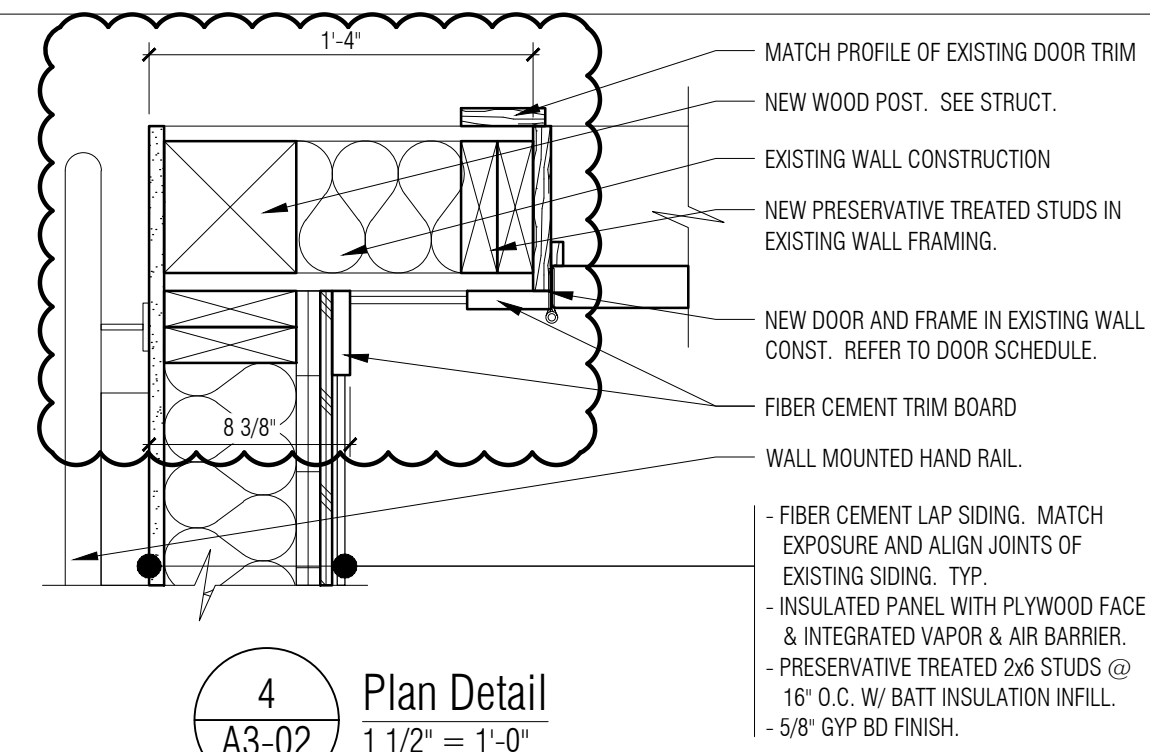 1'-4"
MATCH PROFILE OF EXISTING DOOR TRIM
NEW WOOD POST. SEE STRUCT.
EXISTING WALL CONSTRUCTION
NEW PRESERVATIVE TREATED STUDS IN
EXISTING WALL FRAMING.
NEW DOOR AND FRAME IN EXISTING WALL
CONST. REFER TO DOOR SCHEDULE.
FIBER CEMENT TRIM BOARD
8 3/8"
WALL MOUNTED HAND RAIL.
- FIBER CEMENT LAP SIDING. MATCH
EXPOSURE AND ALIGN JOINTS OF
EXISTING SIDING. TYP.
- INSULATED PANEL WITH PLYWOOD FACE
& INTEGRATED VAPOR & AIR BARRIER.
- PRESERVATIVE TREATED 2x6 STUDS @
16" O.C. W/ BATT INSULATION INFILL.
- 5/8" GYP BD FINISH.
4
A3-02
Plan Detail
1 1/2" = 1'-0"